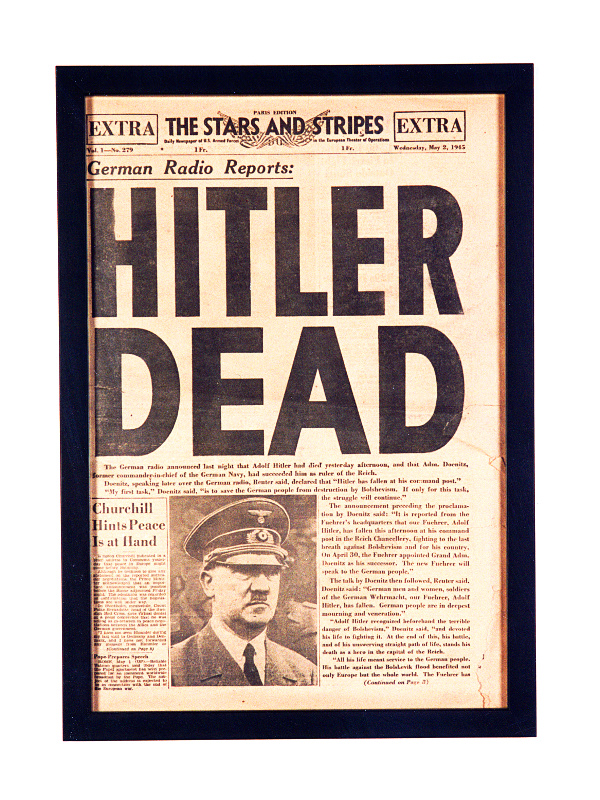 PARIS EDITION
EXTRA
THE STARS AND STRIPES
EXTRA
Daily Newspaper of U.S. Armed Forces in the European Theater of Operations
Vol. 1—No. 279
1 Fr.
1 Fr.
Wednesday, May 2, 1945
German Radio Reports:
HITLER
DEAD
The German radio announced last night that Adolf Hitler had died yesterday afternoon, and that Adm. Doenitz,
former commander-in-chief of the German Navy, had succeeded him as ruler of the Reich.
Doenitz, speaking later over the German radio, Reuter said, declared that "Hitler has fallen at his command post."
"My first task," Doenitz said, "is to save the German people from destruction by Bolshevism. If only for this task,
the struggle will continue."
Churchill
Hints Peace
Is at Hand
(Continued on Page 8)
Pope Prepares Speech
The announcement preceding the proclama-
tion by Doenitz said: "It is reported from the
Fuehrer's headquarters that our Fuehrer, Adolf
Hitler, has fallen this afternoon at his command
post in the Reich Chancellery, fighting to the last
breath against Bolshevism and for his country.
On April 30, the Fuehrer appointed Grand Adm.
Doenitz as his successor. The new Fuehrer will
speak to the German people."
The talk by Doenitz then followed, Reuter said.
Doenitz said: "German men and women, soldiers
of the German Wehrmacht, our Fuehrer, Adolf
Hitler, has fallen. German people are in deepest
mourning and veneration."
"Adolf Hitler recognized beforehand the terrible
danger of Bolshevism," Doenitz said, "and devoted
his life to fighting it. At the end of this, his battle,
and of his unswerving straight path of life, stands his
death as a hero in the capital of the Reich.
"All his life meant service to the German people.
His battle against the Bolshevik flood benefited not
only Europe but the whole world. The Fuehrer has
(Continued on Page 8)